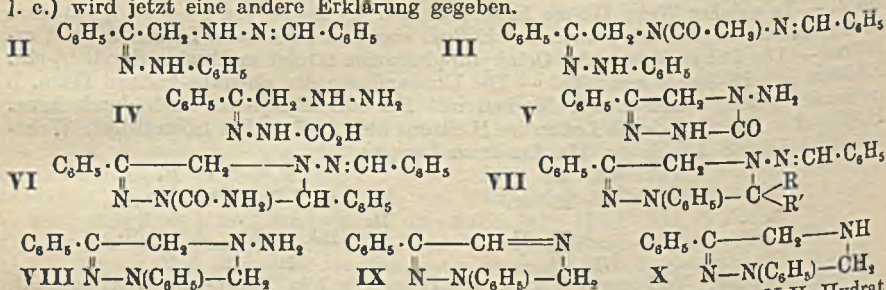 l. c.) wird jetzt eine andere Erklärung gegeben.
II C₆H₅·C·CH₂·NH·N:CH·C₆H₅ III C₆H₅·C·CH₂·N(CO·CH₃)·N:CH·C₆H₅
N·NH·C₆H₅ N·NH·C₆H₅
IV C₆H₅·C·CH₂·NH·NH₂ V C₆H₅·C—CH₂—N·NH₂
N·NH·CO₂H N——NH—CO
VI C₆H₅·C———CH₂———N·N:CH·C₆H₅ VII C₆H₅·C——CH₂——N·N:CH·C₆H₅
N—N(CO·NH₂)—CH·C₆H₅ N—N(C₆H₅)—C<R R'
C₆H₅·C——CH₂——N·NH₂ C₆H₅·C——CH═N C₆H₅·C——CH₂——NH
VIII N—N(C₆H₅)—CH₂ IX N—N(C₆H₅)—CH₂ X N—N(C₆H₅)—CH₂
Hydrat